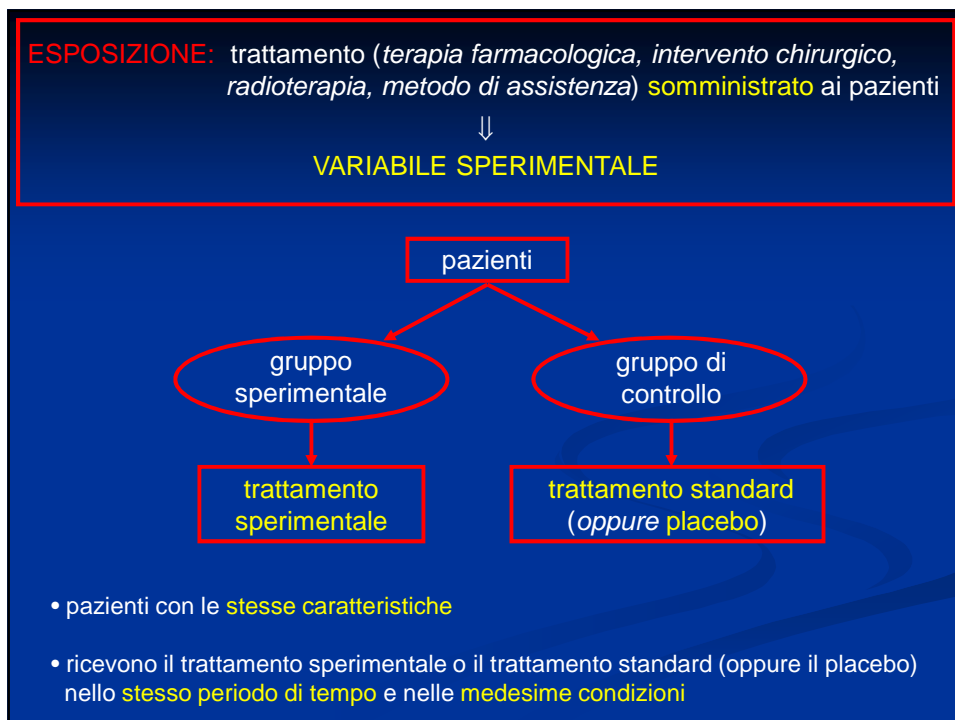 ESPOSIZIONE: trattamento (terapia farmacologica, intervento chirurgico,
radioterapia, metodo di assistenza) somministrato ai pazienti
⇓
VARIABILE SPERIMENTALE
pazienti
gruppo
sperimentale
gruppo di
controllo
trattamento
sperimentale
trattamento standard
(oppure placebo)
• pazienti con le stesse caratteristiche
• ricevono il trattamento sperimentale o il trattamento standard (oppure il placebo)
nello stesso periodo di tempo e nelle medesime condizioni